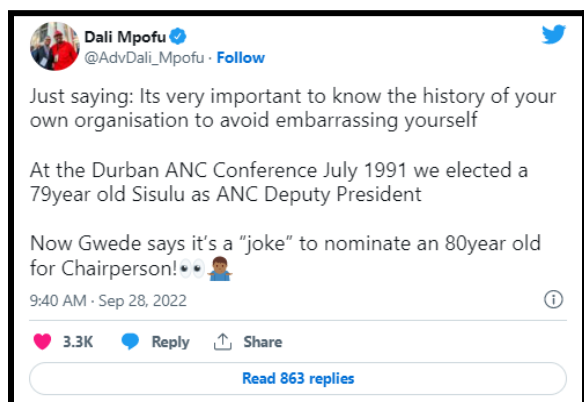 Dali Mpofu
@AdvDali_Mpofu · Follow
Just saying: Its very important to know the history of your
own organisation to avoid embarrassing yourself
At the Durban ANC Conference July 1991 we elected a
79year old Sisulu as ANC Deputy President
Now Gwede says it's a “joke” to nominate an 80year old
for Chairperson!👀🤷🏾‍♂️
9:40 AM · Sep 28, 2022
3.3K Reply Share
Read 863 replies